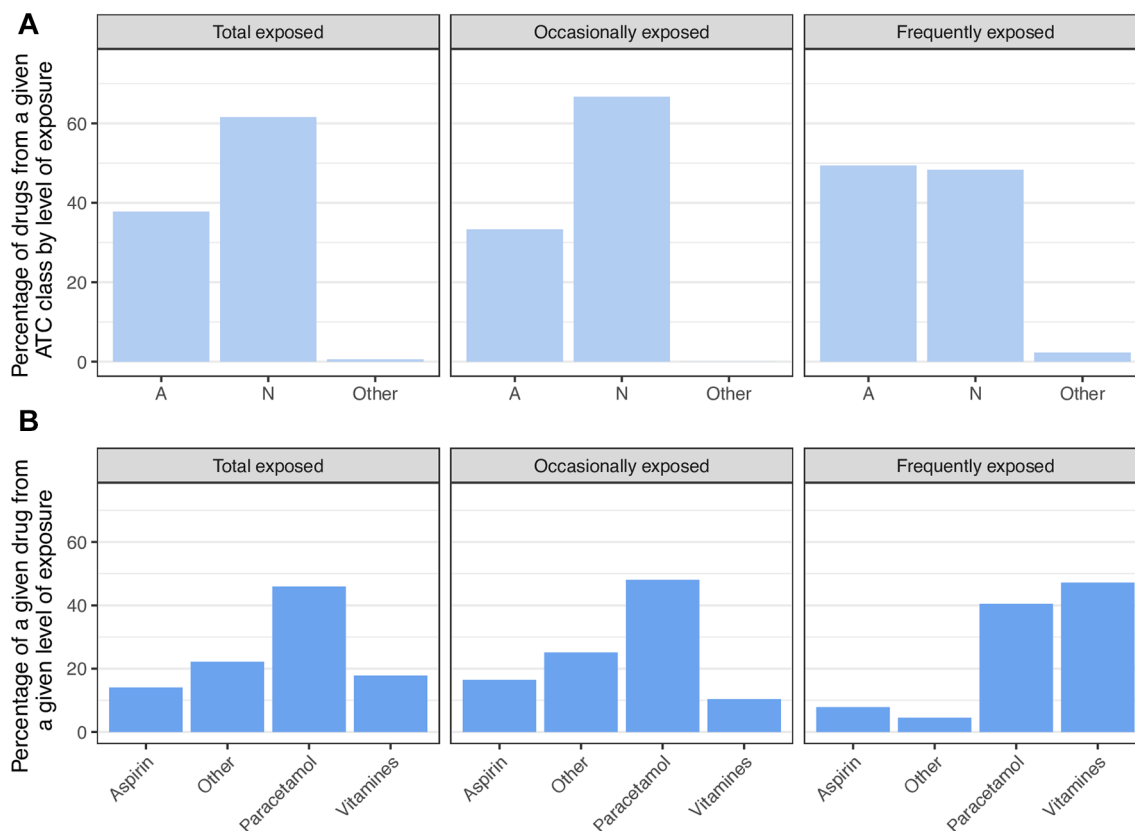 A
Total exposed
Occasionally exposed
Frequently exposed
Percentage of drugs from a given
ATC class by level of exposure
60
40
20
0
A
N
Other
A
N
Other
A
N
Other
B
Total exposed
Occasionally exposed
Frequently exposed
Percentage of a given drug from
a given level of exposure
60
40
20
0
Aspirin
Other
Paracetamol
Vitamines
Aspirin
Other
Paracetamol
Vitamines
Aspirin
Other
Paracetamol
Vitamines